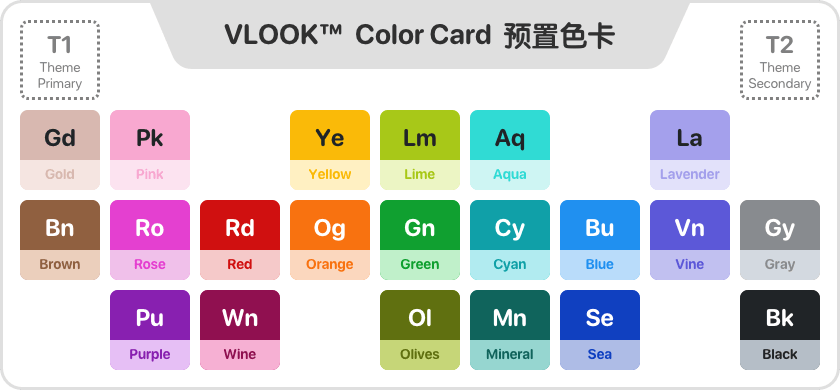 VLOOK™ Color Card 预置色卡
T1
Theme
Primary
T2
Theme
Secondary
Gd
Gold
Pk
Pink
Ye
Yellow
Lm
Lime
Aq
Aqua
La
Lavender
Bn
Brown
Ro
Rose
Rd
Red
Og
Orange
Gn
Green
Cy
Cyan
Bu
Blue
Vn
Vine
Gy
Gray
Pu
Purple
Wn
Wine
Ol
Olives
Mn
Mineral
Se
Sea
Bk
Black